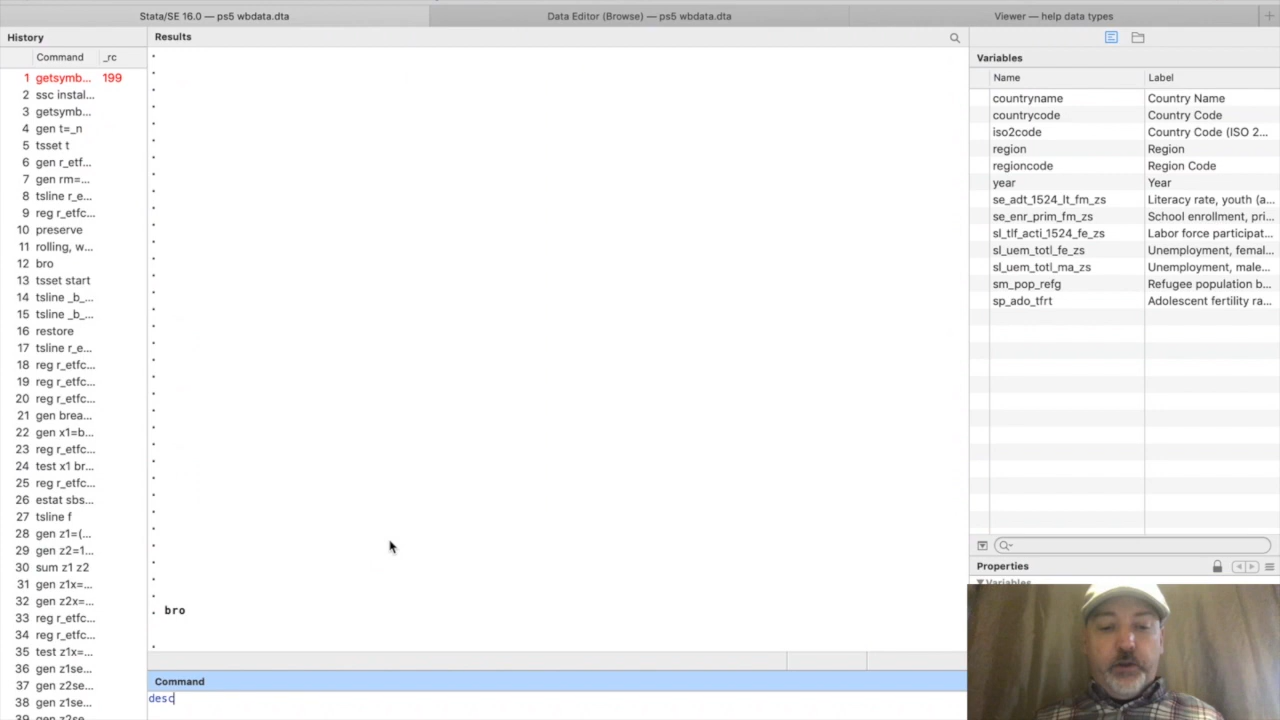 Stata/SE 16.0 — ps5 wbdata.dta
Data Editor (Browse) — ps5 wbdata.dta
Viewer — help data types
History
Command _rc
1 getsymb... 199
2 ssc instal...
3 getsymb...
4 gen t=_n
5 tsset t
6 gen r_etf...
7 gen rm=...
8 tsline r_e...
9 reg r_etfc...
10 preserve
11 rolling, w...
12 bro
13 tsset start
14 tsline _b_...
15 tsline _b_...
16 restore
17 tsline r_e...
18 reg r_etfc...
19 reg r_etfc...
20 reg r_etfc...
21 gen brea...
22 gen x1=b...
23 reg r_etfc...
24 test x1 br...
25 reg r_etfc...
26 estat sbs...
27 tsline f
28 gen z1=(...
29 gen z2=1...
30 sum z1 z2
31 gen z1x=...
32 gen z2x=...
33 reg r_etfc...
34 reg r_etfc...
35 test z1x=...
36 gen z1se...
37 gen z2se...
38 gen z1se...
39 gen z2se...
Results
. bro
.
Command
desc
Variables
Name Label
countryname Country Name
countrycode Country Code
iso2code Country Code (ISO 2...
region Region
regioncode Region Code
year Year
se_adt_1524_lt_fm_zs Literacy rate, youth (a...
se_enr_prim_fm_zs School enrollment, pri...
sl_tlf_acti_1524_fe_zs Labor force participat...
sl_uem_totl_fe_zs Unemployment, femal...
sl_uem_totl_ma_zs Unemployment, male...
sm_pop_refg Refugee population b...
sp_ado_tfrt Adolescent fertility ra...
Properties
Variables